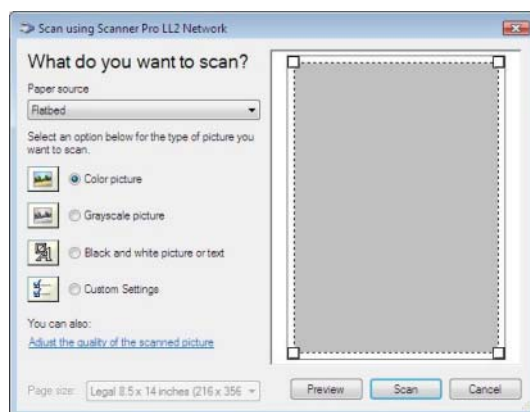 Scan using Scanner Pro LL2 Network
What do you want to scan?
Paper source
Flatbed
Select an option below for the type of picture you
want to scan.
Color picture
Grayscale picture
Black and white picture or text
Custom Settings
You can also:
Adjust the quality of the scanned picture
Page size: Legal 8.5 x 14 inches (216 x 356
Preview Scan Cancel